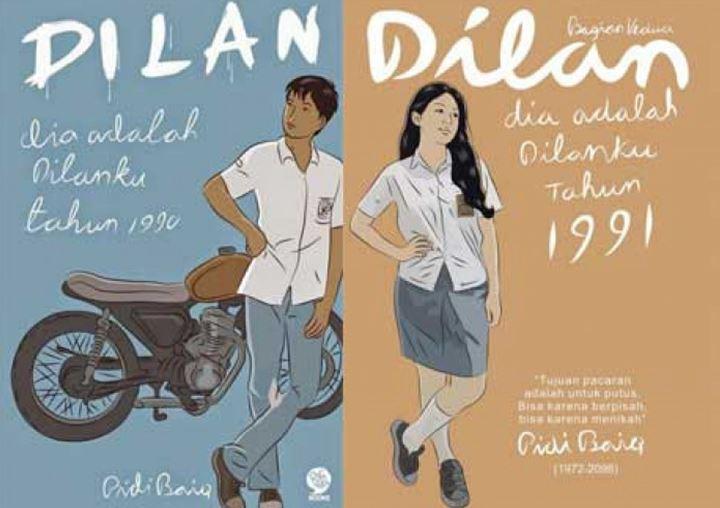 DILAN
dia adalah
Dilanku
tahun 1990
Pidi Baiq
BOOKS
Bagian Kedua
Dilan
dia adalah
Dilanku
Tahun
1991
"Tujuan pacaran
adalah untuk putus.
Bisa karena berpisah,
bisa karena menikah"
Pidi Baiq
(1972-2098)